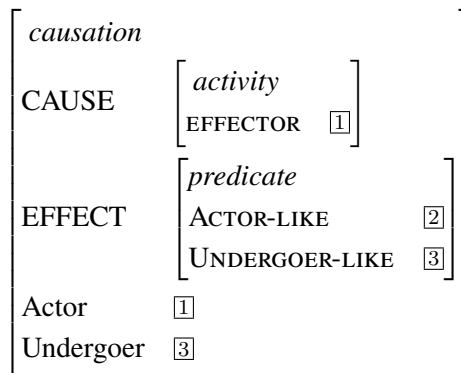 causation
activity
CAUSE
EFFECTOR 1
predicate
EFFECT ACTOR-LIKE 2
UNDERGOER-LIKE 3
Actor 1
Undergoer 3